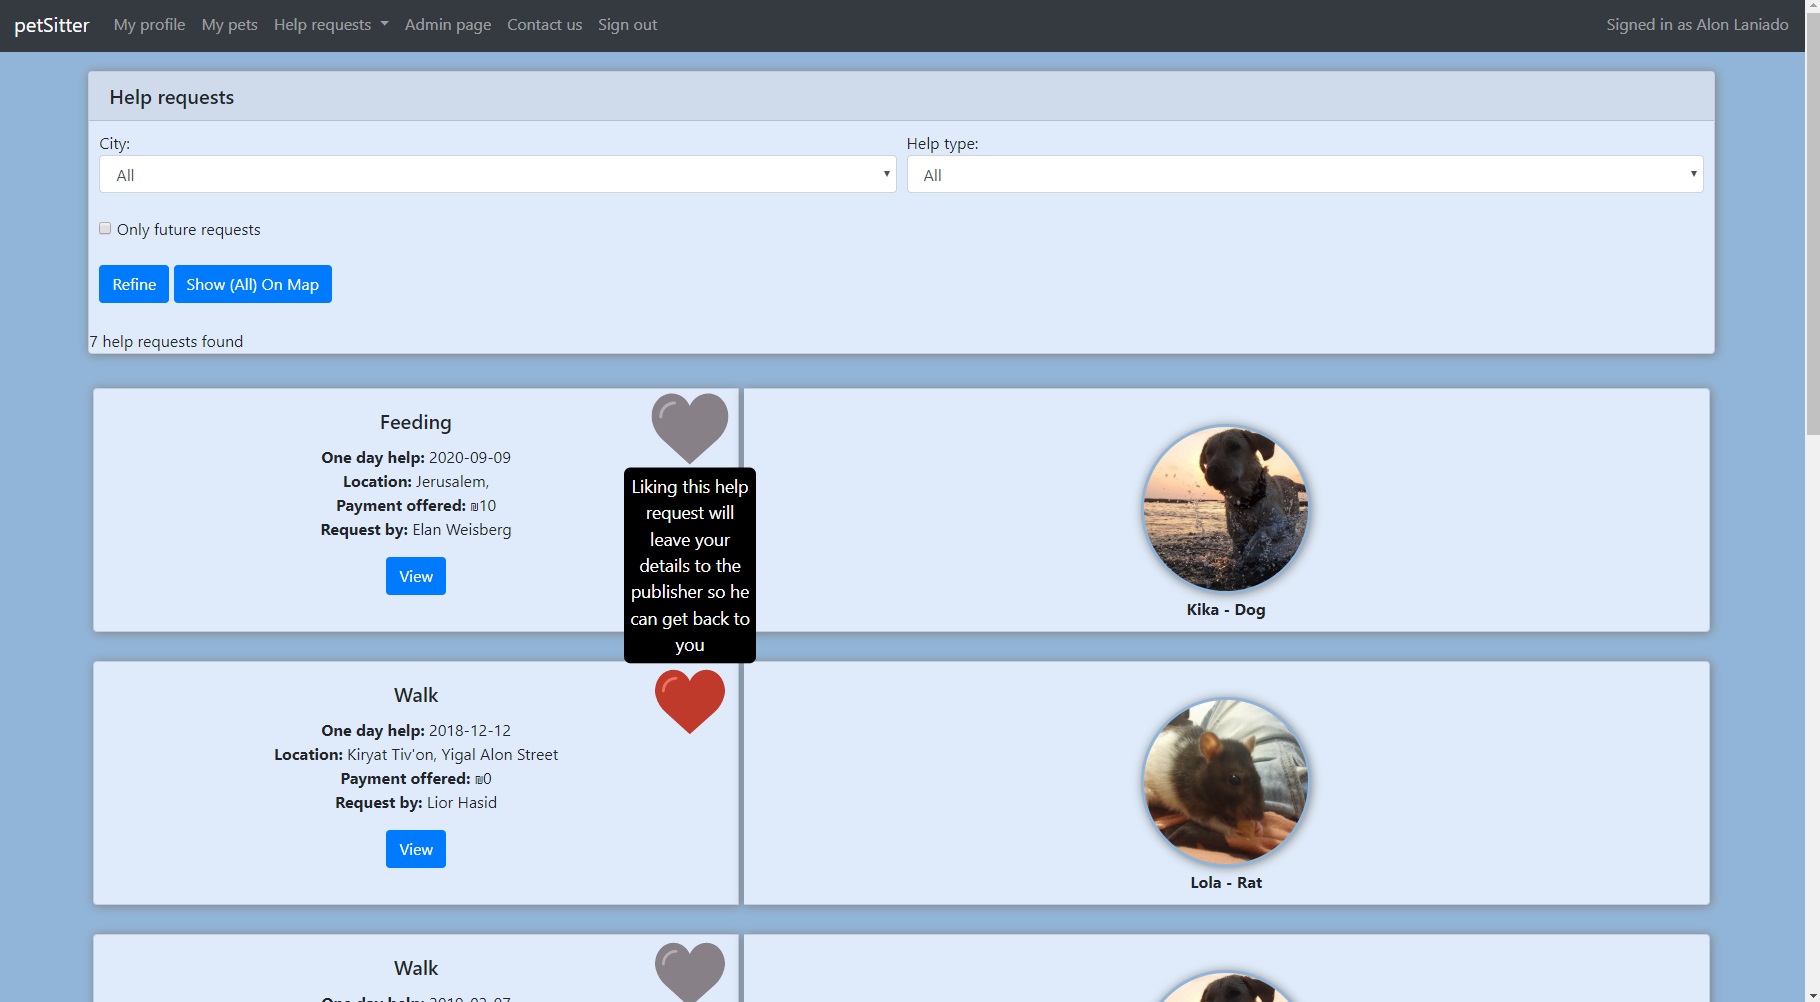 petSitter My profile My pets Help requests Admin page Contact us Sign out Signed in as Alon Laniado
Help requests
City: Help type:
All All
Only future requests
Refine Show (All) On Map
7 help requests found
Feeding
One day help: 2020-09-09
Location: Jerusalem,
Payment offered: ₪10
Request by: Elan Weisberg
View
Liking this help
request will
leave your
details to the
publisher so he
can get back to
you
Kika - Dog
Walk
One day help: 2018-12-12
Location: Kiryat Tiv'on, Yigal Alon Street
Payment offered: ₪0
Request by: Lior Hasid
View
Lola - Rat
Walk
One day help: